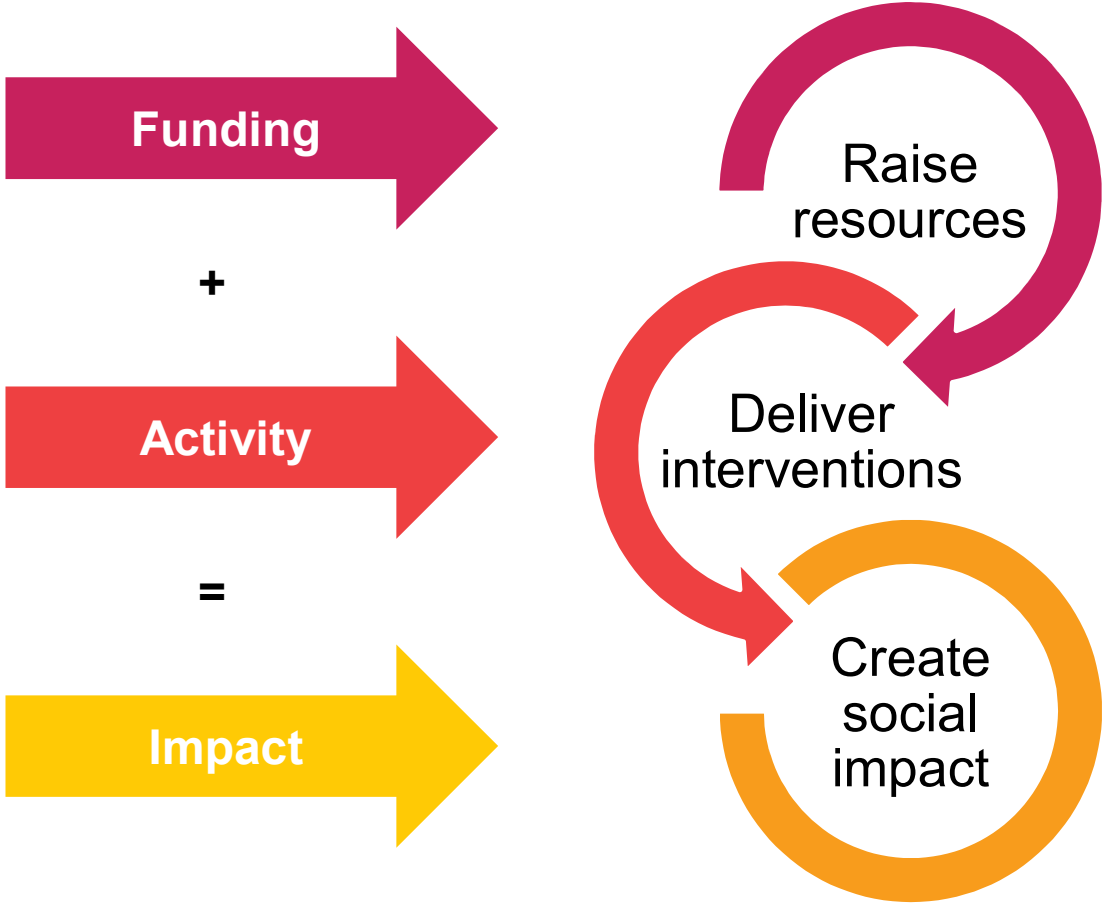 Funding
Raise
resources
+
Activity
Deliver
interventions
=
Impact
Create
social
impact